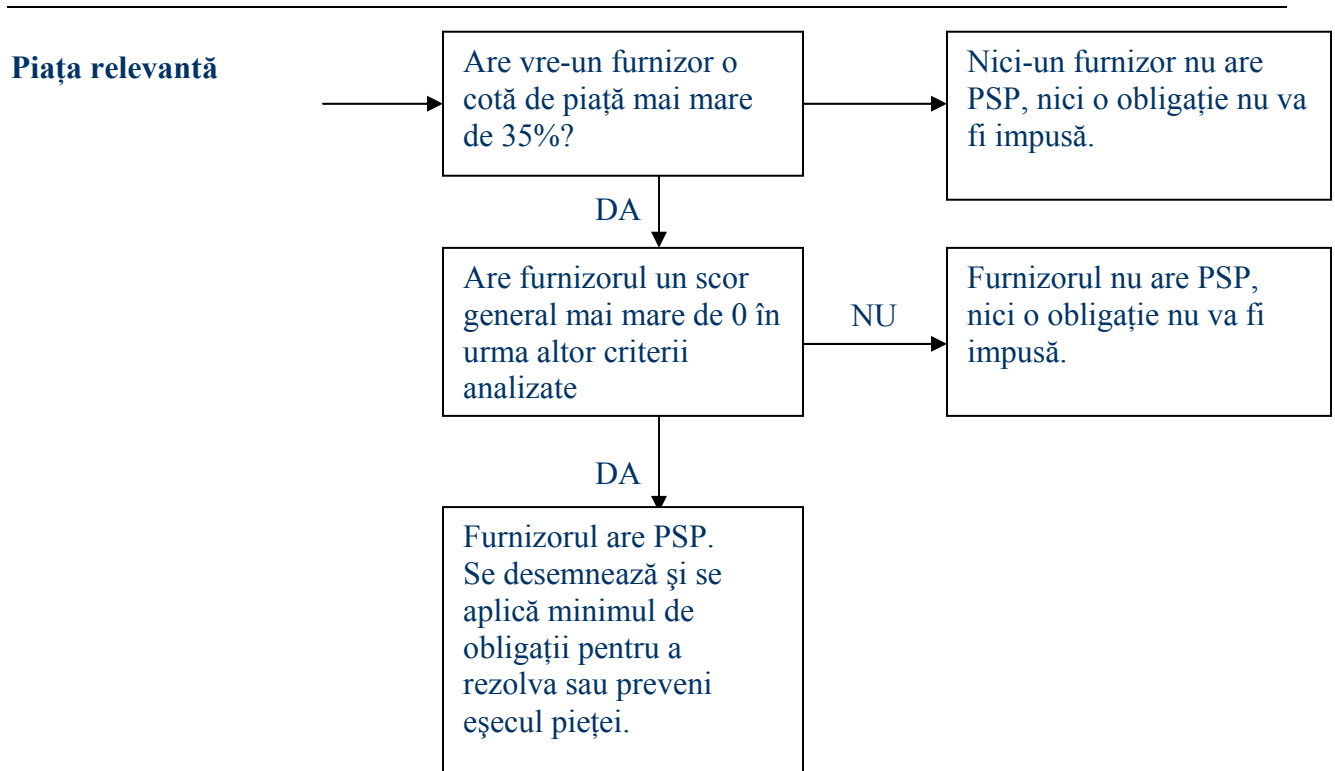 Piața relevantă
Are vre-un furnizor o
cotă de piață mai mare
de 35%?
Nici-un furnizor nu are
PSP, nici o obligație nu va
fi impusă.
DA
Are furnizorul un scor
general mai mare de 0 în
urma altor criterii
analizate
NU
Furnizorul nu are PSP,
nici o obligație nu va fi
impusă.
DA
Furnizorul are PSP.
Se desemnează şi se
aplică minimul de
obligații pentru a
rezolva sau preveni
eşecul pieței.